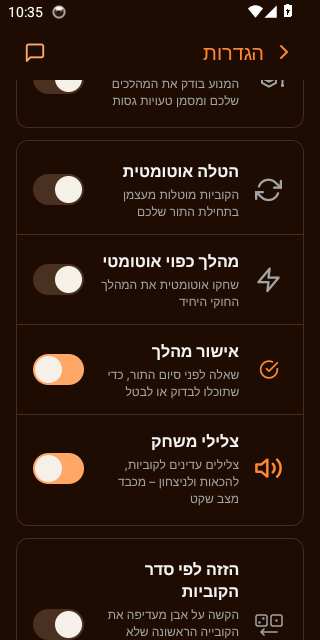 10:35
הגדרות
המנוע בודק את המהלכים
שלכם ומסמן טעויות גסות
הטלה אוטומטית
הקוביות מוטלות מעצמן
בתחילת התור שלכם
מהלך כפוי אוטומטי
שחקו אוטומטית את המהלך
החוקי היחיד
אישור מהלך
שאלה לפני סיום התור, כדי
שתוכלו לבדוק או לבטל
צלילי משחק
צלילים עדינים לקוביות,
להכאות ולניצחון – מכבד
מצב שקט
הזזה לפי סדר
הקוביות
הקשה על אבן מעדיפה את
הקובייה הראשונה שלא